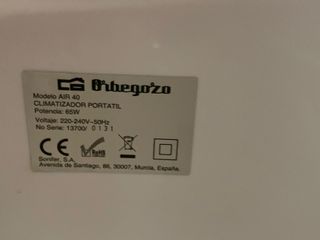 Orbegozo
Modelo AIR 40
CLIMATIZADOR PORTATIL
Potencia: 65W
Voltaje: 220-240V~50Hz
No Serie: 13700/ 0131
CE RoHS
Sonifer, S.A.
Avenida de Santiago, 86, 30007, Murcia, España.